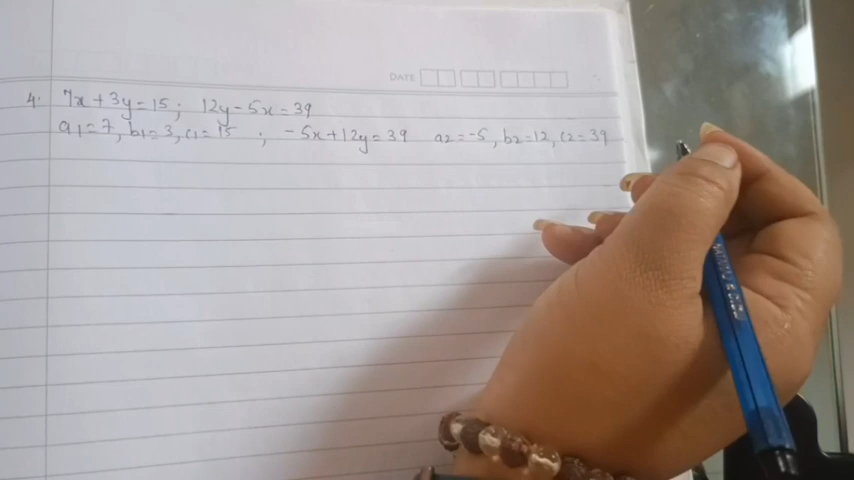 DATE
4. 7x + 3y = 15 ; 12y - 5x = 39
a1 = 7, b1 = 3, c1 = 15 ; - 5x + 12y = 39 a2 = -5, b2 = 12, c2 = 39